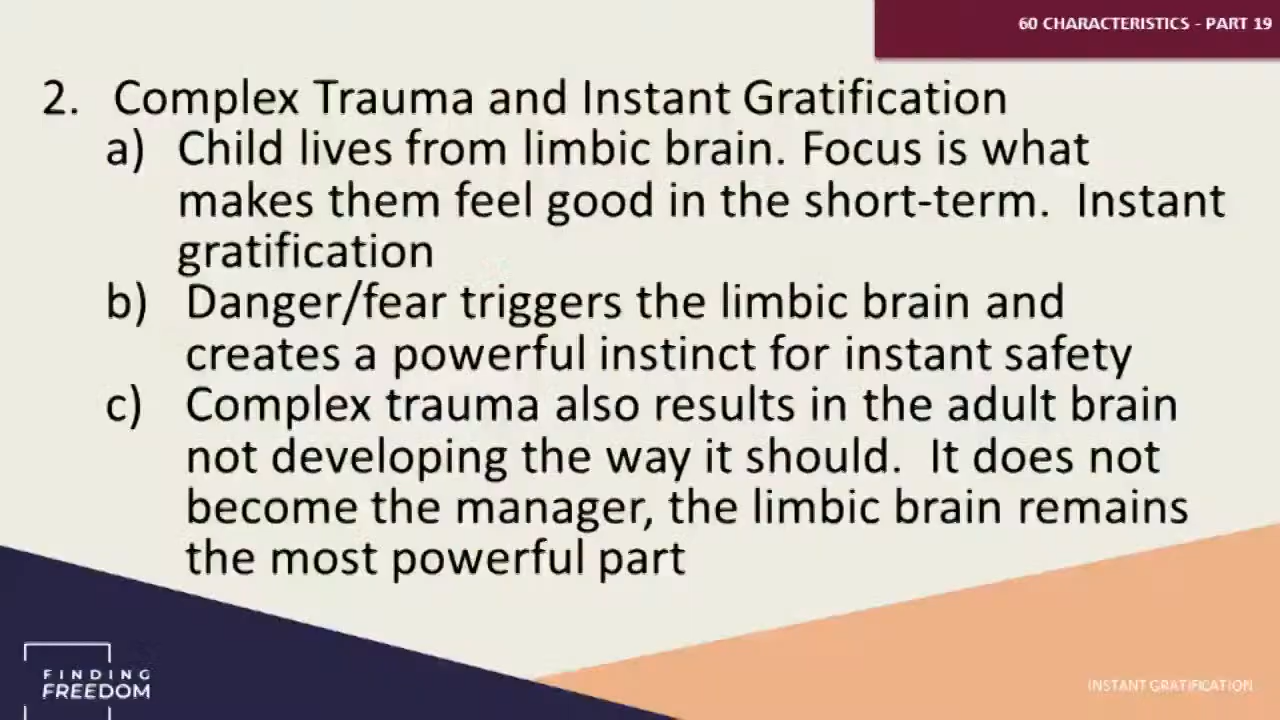 60 CHARACTERISTICS - PART 19
2. Complex Trauma and Instant Gratification
a) Child lives from limbic brain. Focus is what
makes them feel good in the short-term.  Instant
gratification
b) Danger/fear triggers the limbic brain and
creates a powerful instinct for instant safety
c) Complex trauma also results in the adult brain
not developing the way it should.  It does not
become the manager, the limbic brain remains
the most powerful part
FINDING
FREEDOM
INSTANT GRATIFICATION